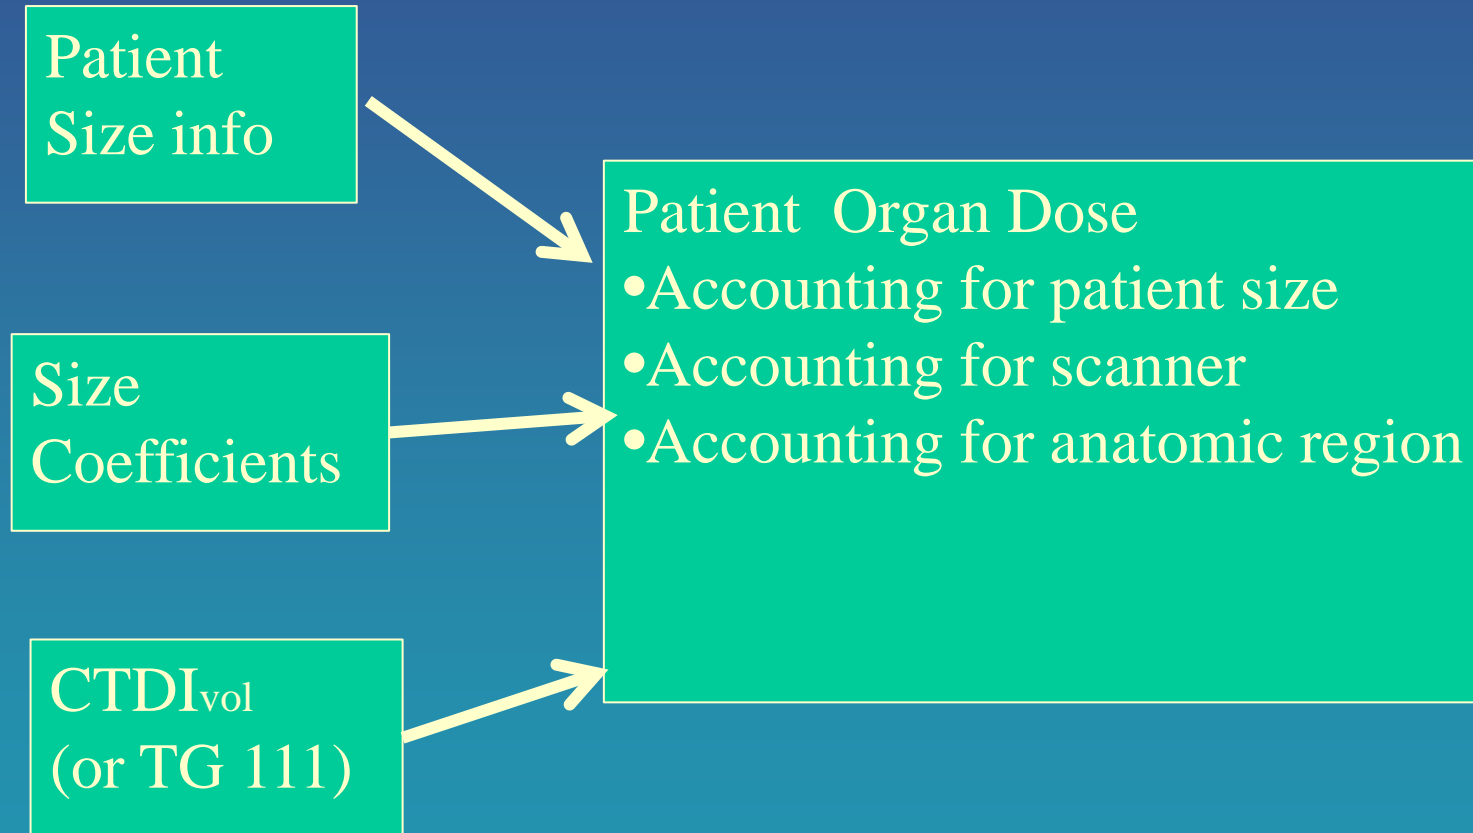 Patient
Size info
Patient  Organ Dose
•Accounting for patient size
•Accounting for scanner
•Accounting for anatomic region
Size
Coefficients
CTDIvol
(or TG 111)